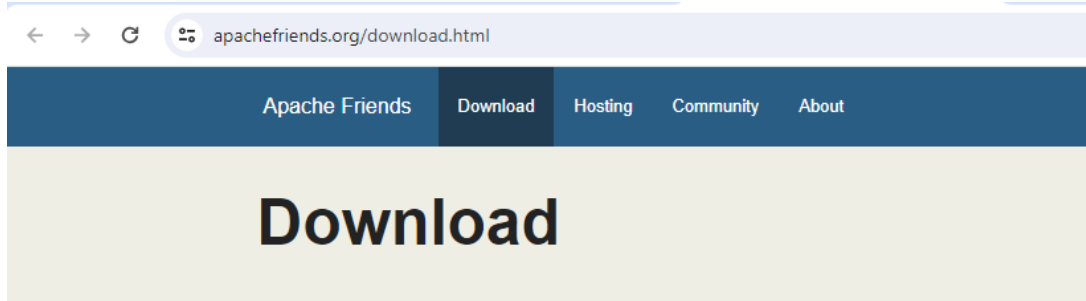 apachefriends.org/download.html
Apache Friends Download Hosting Community About
Download